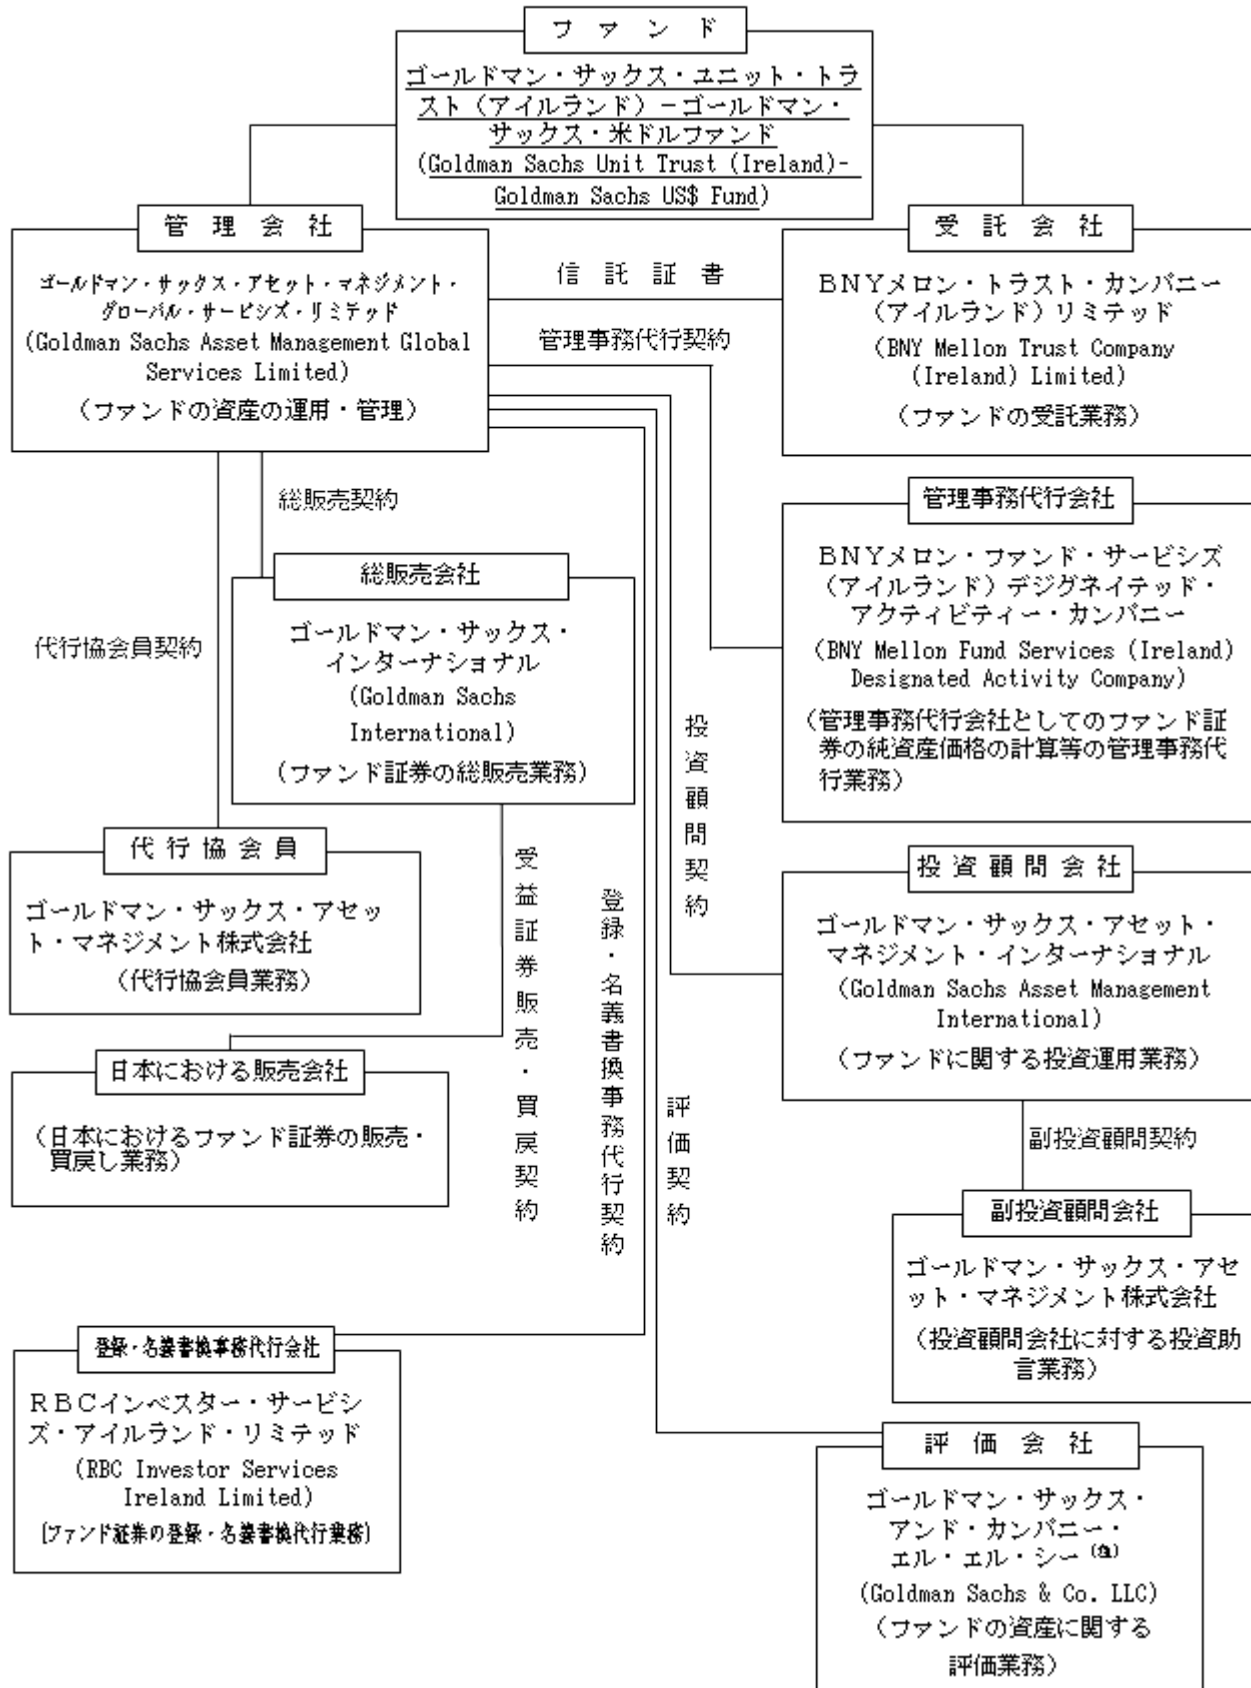 ファンド
ゴールドマン・サックス・ユニット・トラ
スト（アイルランド）－ゴールドマン・
サックス・米ドルファンド
(Goldman Sachs Unit Trust (Ireland)-
Goldman Sachs US$ Fund)
管理会社
ゴールドマン・サックス・アセット・マネジメント・
グローバル・サービシズ・リミテッド
(Goldman Sachs Asset Management Global
Services Limited)
（ファンドの資産の運用・管理）
信託証書
管理事務代行契約
受託会社
ＢＮＹメロン・トラスト・カンパニー
（アイルランド）リミテッド
(BNY Mellon Trust Company
(Ireland) Limited)
（ファンドの受託業務）
総販売契約
代行協会員契約
総販売会社
ゴールドマン・サックス・
インターナショナル
(Goldman Sachs
International)
（ファンド証券の総販売業務）
管理事務代行会社
ＢＮＹメロン・ファンド・サービシズ
（アイルランド）デジグネイテッド・
アクティビティー・カンパニー
(BNY Mellon Fund Services (Ireland)
Designated Activity Company)
（管理事務代行会社としてのファンド証
券の純資産価格の計算等の管理事務代
行業務）
投資顧問契約
代行協会員
ゴールドマン・サックス・アセッ
ト・マネジメント株式会社
（代行協会員業務）
受益証券販売・買戻契約
登録・名義書換事務代行契約
評価契約
投資顧問会社
ゴールドマン・サックス・アセット・
マネジメント・インターナショナル
(Goldman Sachs Asset Management
International)
（ファンドに関する投資運用業務）
日本における販売会社
（日本におけるファンド証券の販売・
買戻し業務）
副投資顧問契約
副投資顧問会社
ゴールドマン・サックス・アセ
ット・マネジメント株式会社
（投資顧問会社に対する投資助
言業務）
登録・名義書換事務代行会社
ＲＢＣインベスター・サービシ
ズ・アイルランド・リミテッド
(RBC Investor Services
Ireland Limited)
（ファンド証券の登録・名義書換代行業務）
評価会社
ゴールドマン・サックス・
アンド・カンパニー・
エル・エル・シー（注）
(Goldman Sachs & Co. LLC)
（ファンドの資産に関する
評価業務）